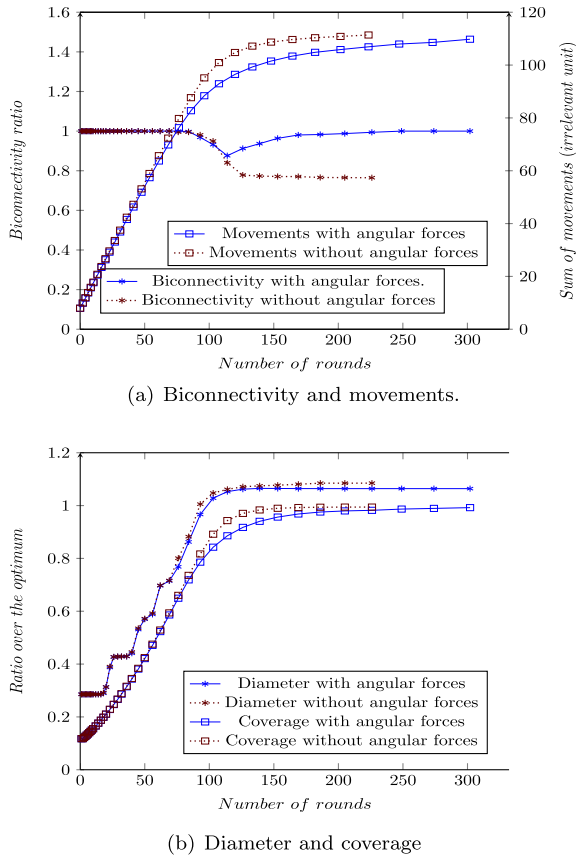 1.6
1.4
1.2
1
0.8
0.6
0.4
0.2
0
120
100
80
60
40
20
0
Biconnectivity ratio
Sum of movements (irrelevant unit)
Movements with angular forces
Movements without angular forces
Biconnectivity with angular forces.
Biconnectivity without angular forces
0 50 100 150 200 250 300
Number of rounds
(a) Biconnectivity and movements.
1.2
1
0.8
0.6
0.4
0.2
0
Ratio over the optimum
Diameter with angular forces
Diameter without angular forces
Coverage with angular forces
Coverage without angular forces
0 50 100 150 200 250 300
Number of rounds
(b) Diameter and coverage